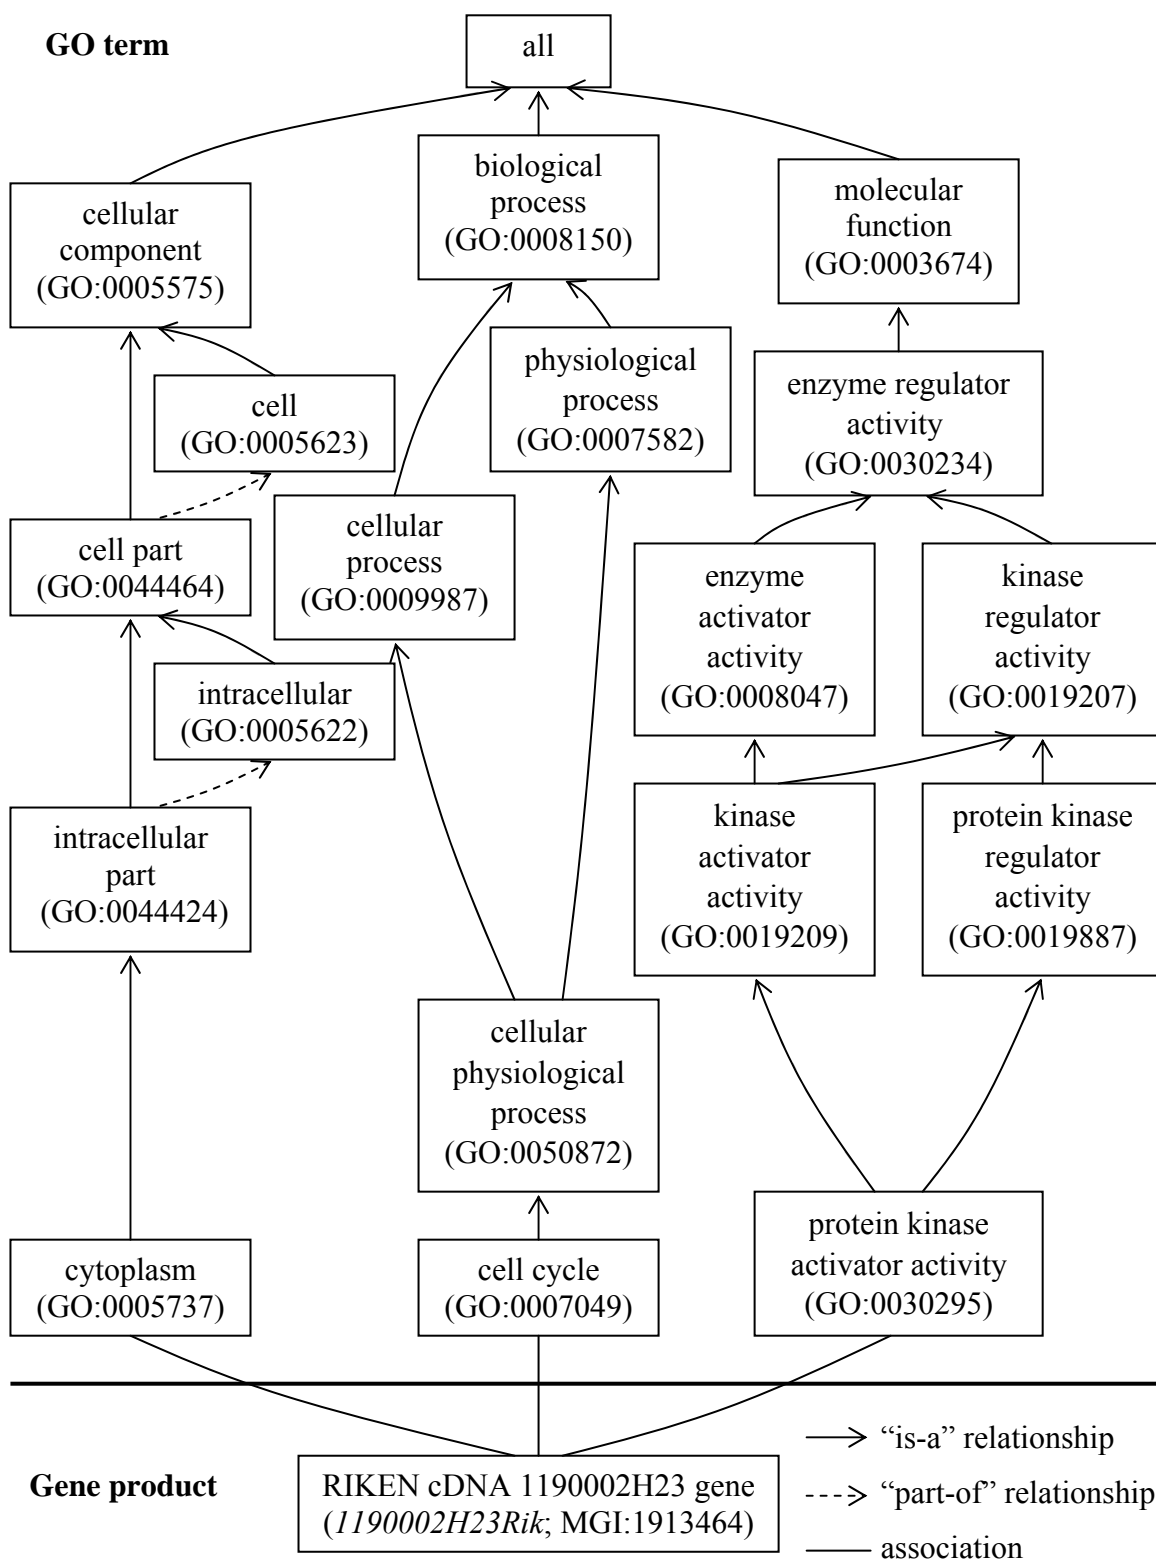 GO term
all
biological
process
(GO:0008150)
molecular
function
(GO:0003674)
cellular
component
(GO:0005575)
physiological
process
(GO:0007582)
enzyme regulator
activity
(GO:0030234)
cell
(GO:0005623)
cellular
process
(GO:0009987)
cell part
(GO:0044464)
enzyme
activator
activity
(GO:0008047)
kinase
regulator
activity
(GO:0019207)
intracellular
(GO:0005622)
intracellular
part
(GO:0044424)
kinase
activator
activity
(GO:0019209)
protein kinase
regulator
activity
(GO:0019887)
cellular
physiological
process
(GO:0050872)
protein kinase
activator activity
(GO:0030295)
cytoplasm
(GO:0005737)
cell cycle
(GO:0007049)
Gene product
RIKEN cDNA 1190002H23 gene
(1190002H23Rik; MGI:1913464)
“is-a” relationship
“part-of” relationship
association